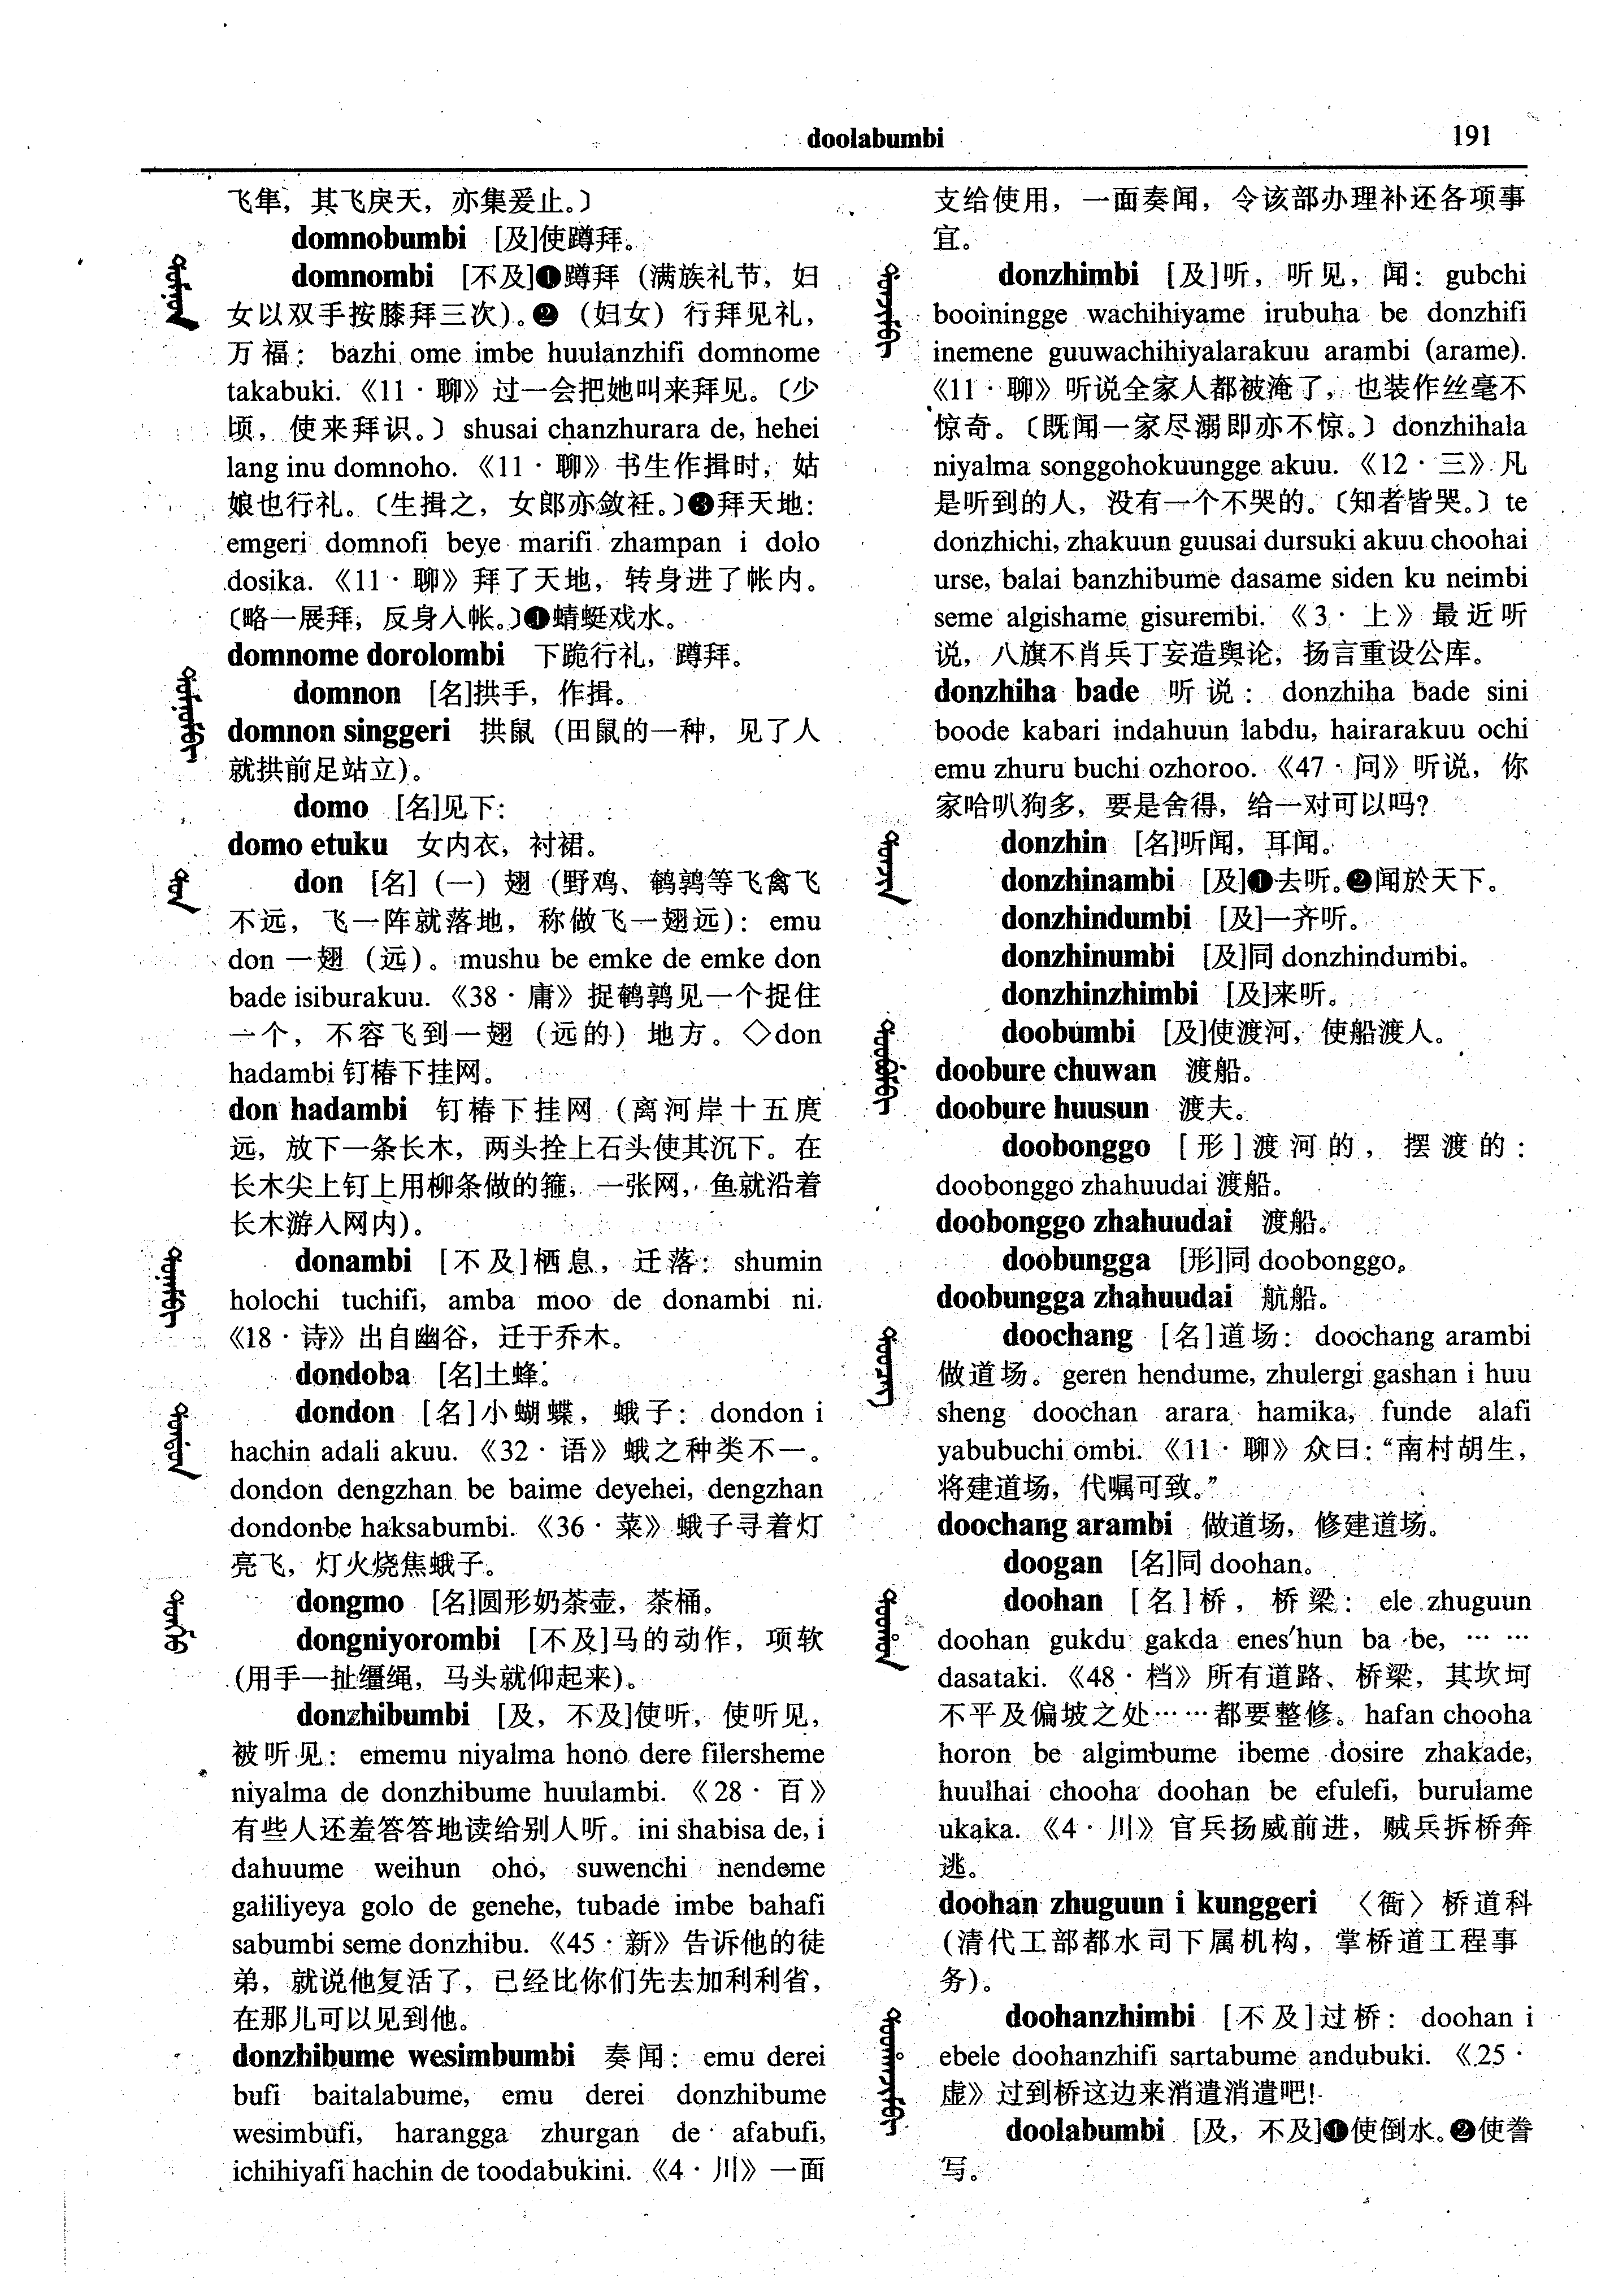 doolabumbi
191
飞隼，其飞戾天，亦集爰止。〕
domnobumbi [及]使蹲拜。
domnombi [不及]❶蹲拜（满族礼节，妇
女以双手按膝拜三次）。❷（妇女）行拜见礼，
万福： bazhi ome imbe huulanzhifi domnome
takabuki.《11·聊》过一会把她叫来拜见。〔少
顷，使来拜识。〕shusai chanzhurara de, hehei
lang inu domnoho.《11·聊》书生作揖时，姑
娘也行礼。〔生揖之，女郎亦敛衽。〕❸拜天地：
emgeri domnofi beye marifi zhampan i dolo
dosika.《11·聊》拜了天地，转身进了帐内。
〔略一展拜，反身入帐。〕❶蜻蜓戏水。
domnome dorolombi 下跪行礼，蹲拜。
domnon [名]拱手，作揖。
domnon singgeri 拱鼠（田鼠的一种，见了人
就拱前足站立）。
domo [名]见下：
domo etuku 女内衣，衬裙。
don [名]（一）翅（野鸡、鹌鹑等飞禽飞
不远，飞一阵就落地，称做飞一翅远）： emu
don 一翅（远）。mushu be emke de emke don
bade isiburakuu.《38·庸》捉鹌鹑见一个捉住
一个，不容飞到一翅（远的）地方。◇don
hadambi 钉椿下挂网。
don hadambi 钉椿下挂网（离河岸十五庹
远，放下一条长木，两头拴上石头使其沉下。在
长木尖上钉上用柳条做的箍，一张网，鱼就沿着
长木游入网内）。
donambi [不及]栖息，迁落： shumin
holochi tuchifi, amba moo de donambi ni.
《18·诗》出自幽谷，迁于乔木。
dondoba [名]土蜂。
dondon [名]小蝴蝶，蛾子： dondon i
hachin adali akuu.《32·语》蛾之种类不一。
dondon dengzhan be baime deyehei, dengzhan
dondonbe haksabumbi.《36·菜》蛾子寻着灯
亮飞，灯火烧焦蛾子。
dongmo [名]圆形奶茶壶，茶桶。
dongniyorombi [不及]马的动作，项软
（用手一扯缰绳，马头就仰起来）。
donzhibumbi [及，不及]使听，使听见，
被听见： ememu niyalma hono dere filersheme
niyalma de donzhibume huulambi.《28·百》
有些人还羞答答地读给别人听。ini shabisa de, i
dahuume weihun oho, suwenchi nendeme
galiliyeya golo de genehe, tubade imbe bahafi
sabumbi seme donzhibu.《45·新》告诉他的徒
弟，就说他复活了，已经比你们先去加利利省，
在那儿可以见到他。
donzhibume wesimbumbi 奏闻： emu derei
bufi baitalabume, emu derei donzhibume
wesimbufi, harangga zhurgan de afabufi,
ichihiyafi hachin de toodabukini.《4·川》一面
支给使用，一面奏闻，令该部办理补还各项事
宜。
donzhimbi [及]听，听见，闻： gubchi
booiningge wachihiyame irubuha be donzhifi
inemene guuwachihiyalarakuu arambi (arame).
《11·聊》听说全家人都被淹了，也装作丝毫不
惊奇。〔既闻一家尽溺即亦不惊。〕donzhihala
niyalma songgohokuungge akuu.《12·三》凡
是听到的人，没有一个不哭的。〔知者皆哭。〕te
donzhichi, zhakuun guusai dursuki akuu choohai
urse, balai banzhibume dasame siden ku neimbi
seme algishame gisurembi.《3·上》最近听
说，八旗不肖兵丁妄造舆论，扬言重设公库。
donzhiha bade 听说： donzhiha bade sini
boode kabari indahuun labdu, hairarakuu ochi
emu zhuru buchi ozhoroo.《47·问》听说，你
家哈叭狗多，要是舍得，给一对可以吗？
donzhin [名]听闻，耳闻。
donzhinambi [及]❶去听。❷闻於天下。
donzhindumbi [及]一齐听。
donzhinumbi [及]同 donzhindumbi。
donzhinzhimbi [及]来听。
doobumbi [及]使渡河，使船渡人。
doobure chuwan 渡船。
doobure huusun 渡夫。
doobonggo [形]渡河的，摆渡的：
doobonggo zhahuudai 渡船。
doobonggo zhahuudai 渡船。
doobungga [形]同 doobonggo。
doobungga zhahuudai 航船。
doochang [名]道场： doochang arambi
做道场。geren hendume, zhulergi gashan i huu
sheng doochan arara hamika, funde alafi
yabubuchi ombi.《11·聊》众曰：“南村胡生，
将建道场，代嘱可致。”
doochang arambi 做道场，修建道场。
doogan [名]同 doohan。
doohan [名]桥，桥梁： ele zhuguun
doohan gukdu gakda enes'hun ba be, ……
dasataki.《48·档》所有道路、桥梁，其坎坷
不平及偏坡之处……都要整修。hafan chooha
horon be algimbume ibeme dosire zhakade,
huulhai chooha doohan be efulefi, burulame
ukaka.《4·川》官兵扬威前进，贼兵拆桥奔
逃。
doohan zhuguun i kunggeri 〈衙〉桥道科
（清代工部都水司下属机构，掌桥道工程事
务）。
doohanzhimbi [不及]过桥： doohan i
ebele doohanzhifi sartabume andubuki.《25·
虚》过到桥这边来消遣消遣吧！
doolabumbi [及，不及]❶使倒水。❷使誊
写。